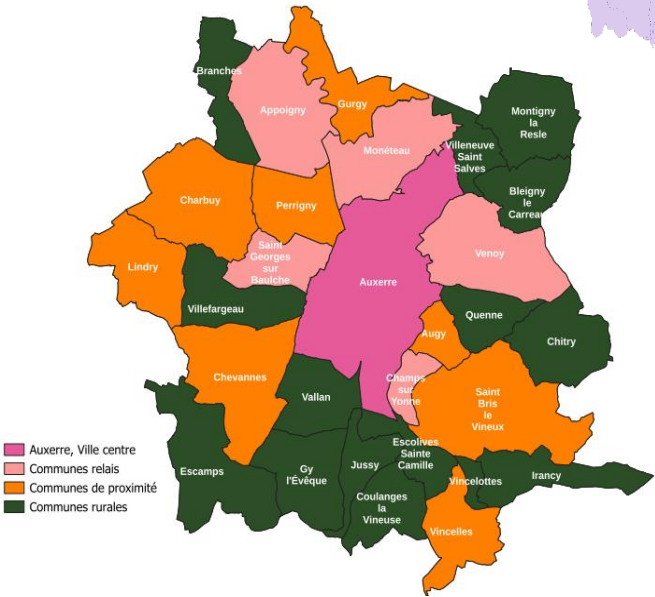 Branches
Appoigny
Gurgy
Montigny
la
Resle
Monéteau
Villeneuve
Saint
Salves
Bleigny
le
Carreau
Charbuy
Perrigny
Saint
Georges
sur
Baulche
Venoy
Lindry
Auxerre
Villefargeau
Quenne
Augy
Chitry
Chevannes
Champs
sur
Yonne
Vallan
Saint
Bris
le
Vineux
Auxerre, Ville centre
Communes relais
Communes de proximité
Communes rurales
Escamps
Gy
l'Évêque
Jussy
Escolives
Sainte
Camille
Coulanges
la
Vineuse
Vincelottes
Irancy
Vincelles